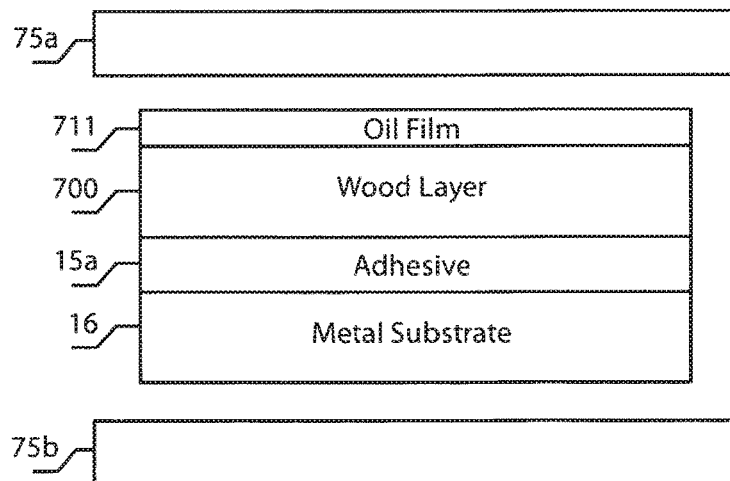 75a
711 Oil Film
700 Wood Layer
15a Adhesive
16 Metal Substrate
75b